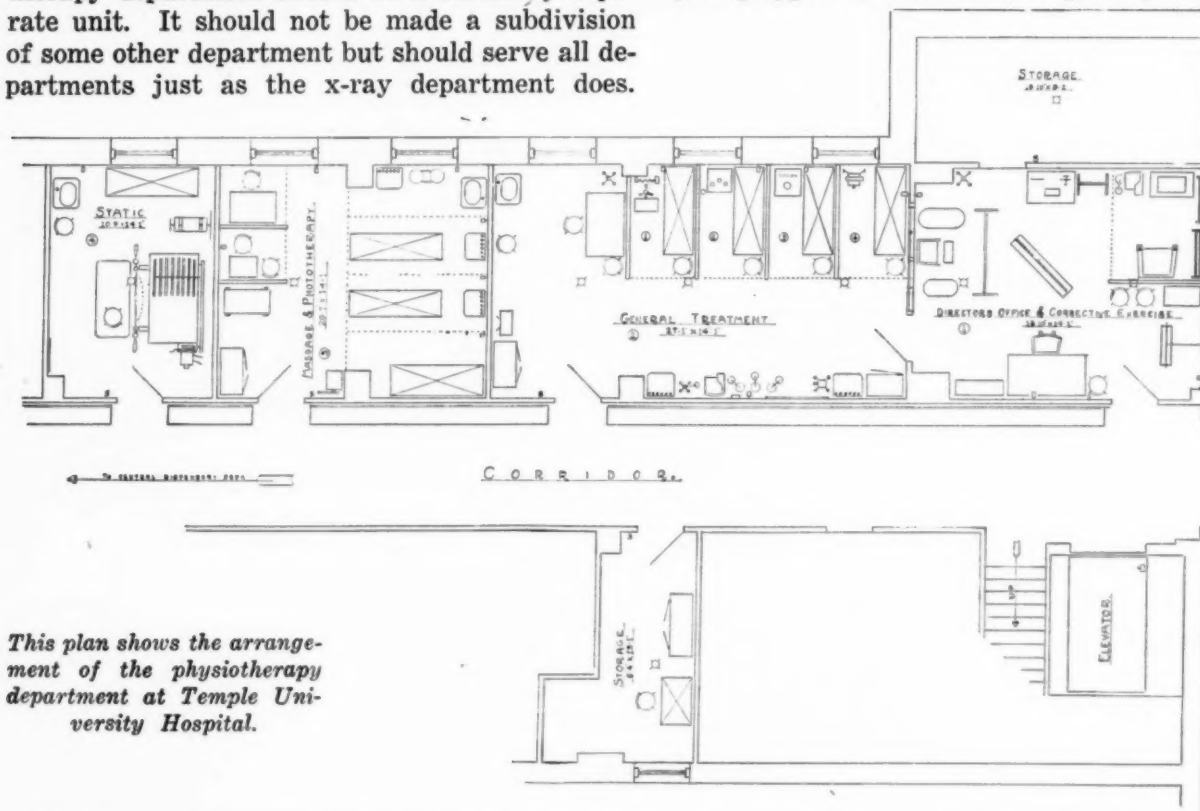 rate unit. It should not be made a subdivision
of some other department but should serve all de-
partments just as the x-ray department does.
STORAGE
STATIC
MASSAGE & PHOTOTHERAPY
GENERAL TREATMENT
DIRECTORS OFFICE & CORRECTIVE EXERCISE
CORRIDOR.
STORAGE
UP
ELEVATOR
This plan shows the arrange-
ment of the physiotherapy
department at Temple Uni-
versity Hospital.